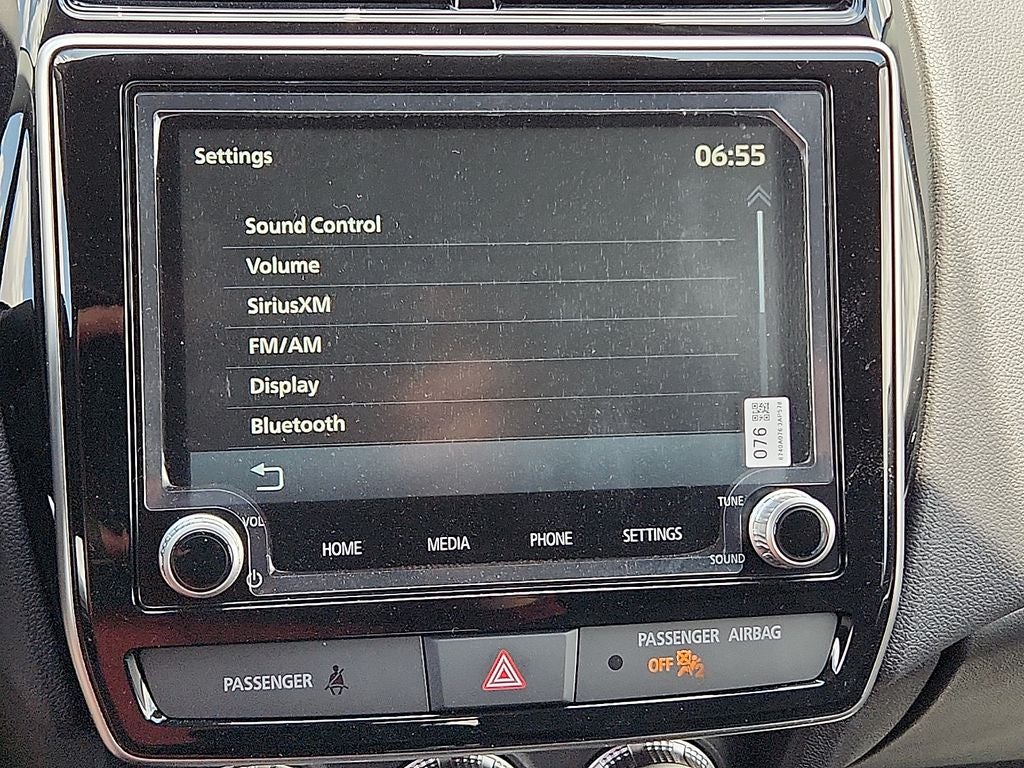 Settings
06:55
Sound Control
Volume
SiriusXM
FM/AM
Display
Bluetooth
076
VOL
TUNE
HOME
MEDIA
PHONE
SETTINGS
SOUND
PASSENGER
PASSENGER AIRBAG
OFF
2